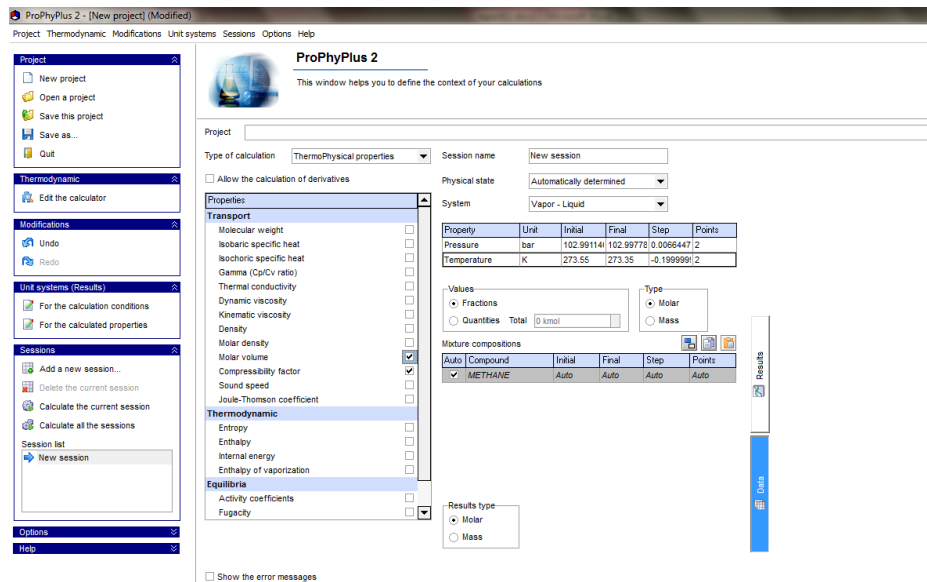 ProPhyPlus 2 - [New project] (Modified)
Project Thermodynamic Modifications Unit systems Sessions Options Help
Project
New project
Open a project
Save this project
Save as...
Quit
Thermodynamic
Edit the calculator
Modifications
Undo
Redo
Unit systems (Results)
For the calculation conditions
For the calculated properties
Sessions
Add a new session...
Delete the current session
Calculate the current session
Calculate all the sessions
Session list
New session
Options
Help
ProPhyPlus 2
This window helps you to define the context of your calculations
Project
Type of calculation ThermoPhysical properties
Allow the calculation of derivatives
Properties
Transport
Molecular weight
Isobaric specific heat
Isochoric specific heat
Gamma (Cp/Cv ratio)
Thermal conductivity
Dynamic viscosity
Kinematic viscosity
Density
Molar density
Molar volume
Compressibility factor
Sound speed
Joule-Thomson coefficient
Thermodynamic
Entropy
Enthalpy
Internal energy
Enthalpy of vaporization
Equilibria
Activity coefficients
Fugacity
Show the error messages
Session name New session
Physical state Automatically determined
System Vapor - Liquid
Property Unit Initial Final Step Points
Pressure bar 102.99778 0.0066447 2
Temperature K 273.55 273.35 2
Values
Fractions
Quantities Total 0 kmol
Type
Molar
Mass
Mixture compositions
Auto Compound Initial Final Step Points
METHANE Auto Auto Auto Auto
Results type
Molar
Mass
Results
Data